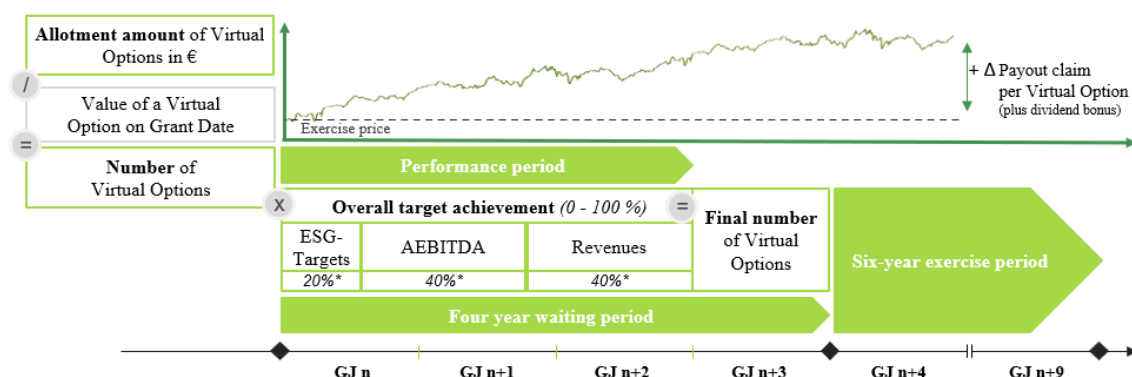 Allotment amount of Virtual
Options in €
/
Value of a Virtual
Option on Grant Date
=
Number of
Virtual Options
+ Δ Payout claim
per Virtual Option
(plus dividend bonus)
Exercise price
Performance period
x
Overall target achievement (0 - 100 %)
=
Final number
of Virtual
Options
ESG-
Targets
AEBITDA
Revenues
20%*
40%*
40%*
Six-year exercise period
Four year waiting period
GJ n
GJ n+1
GJ n+2
GJ n+3
GJ n+4
GJ n+9